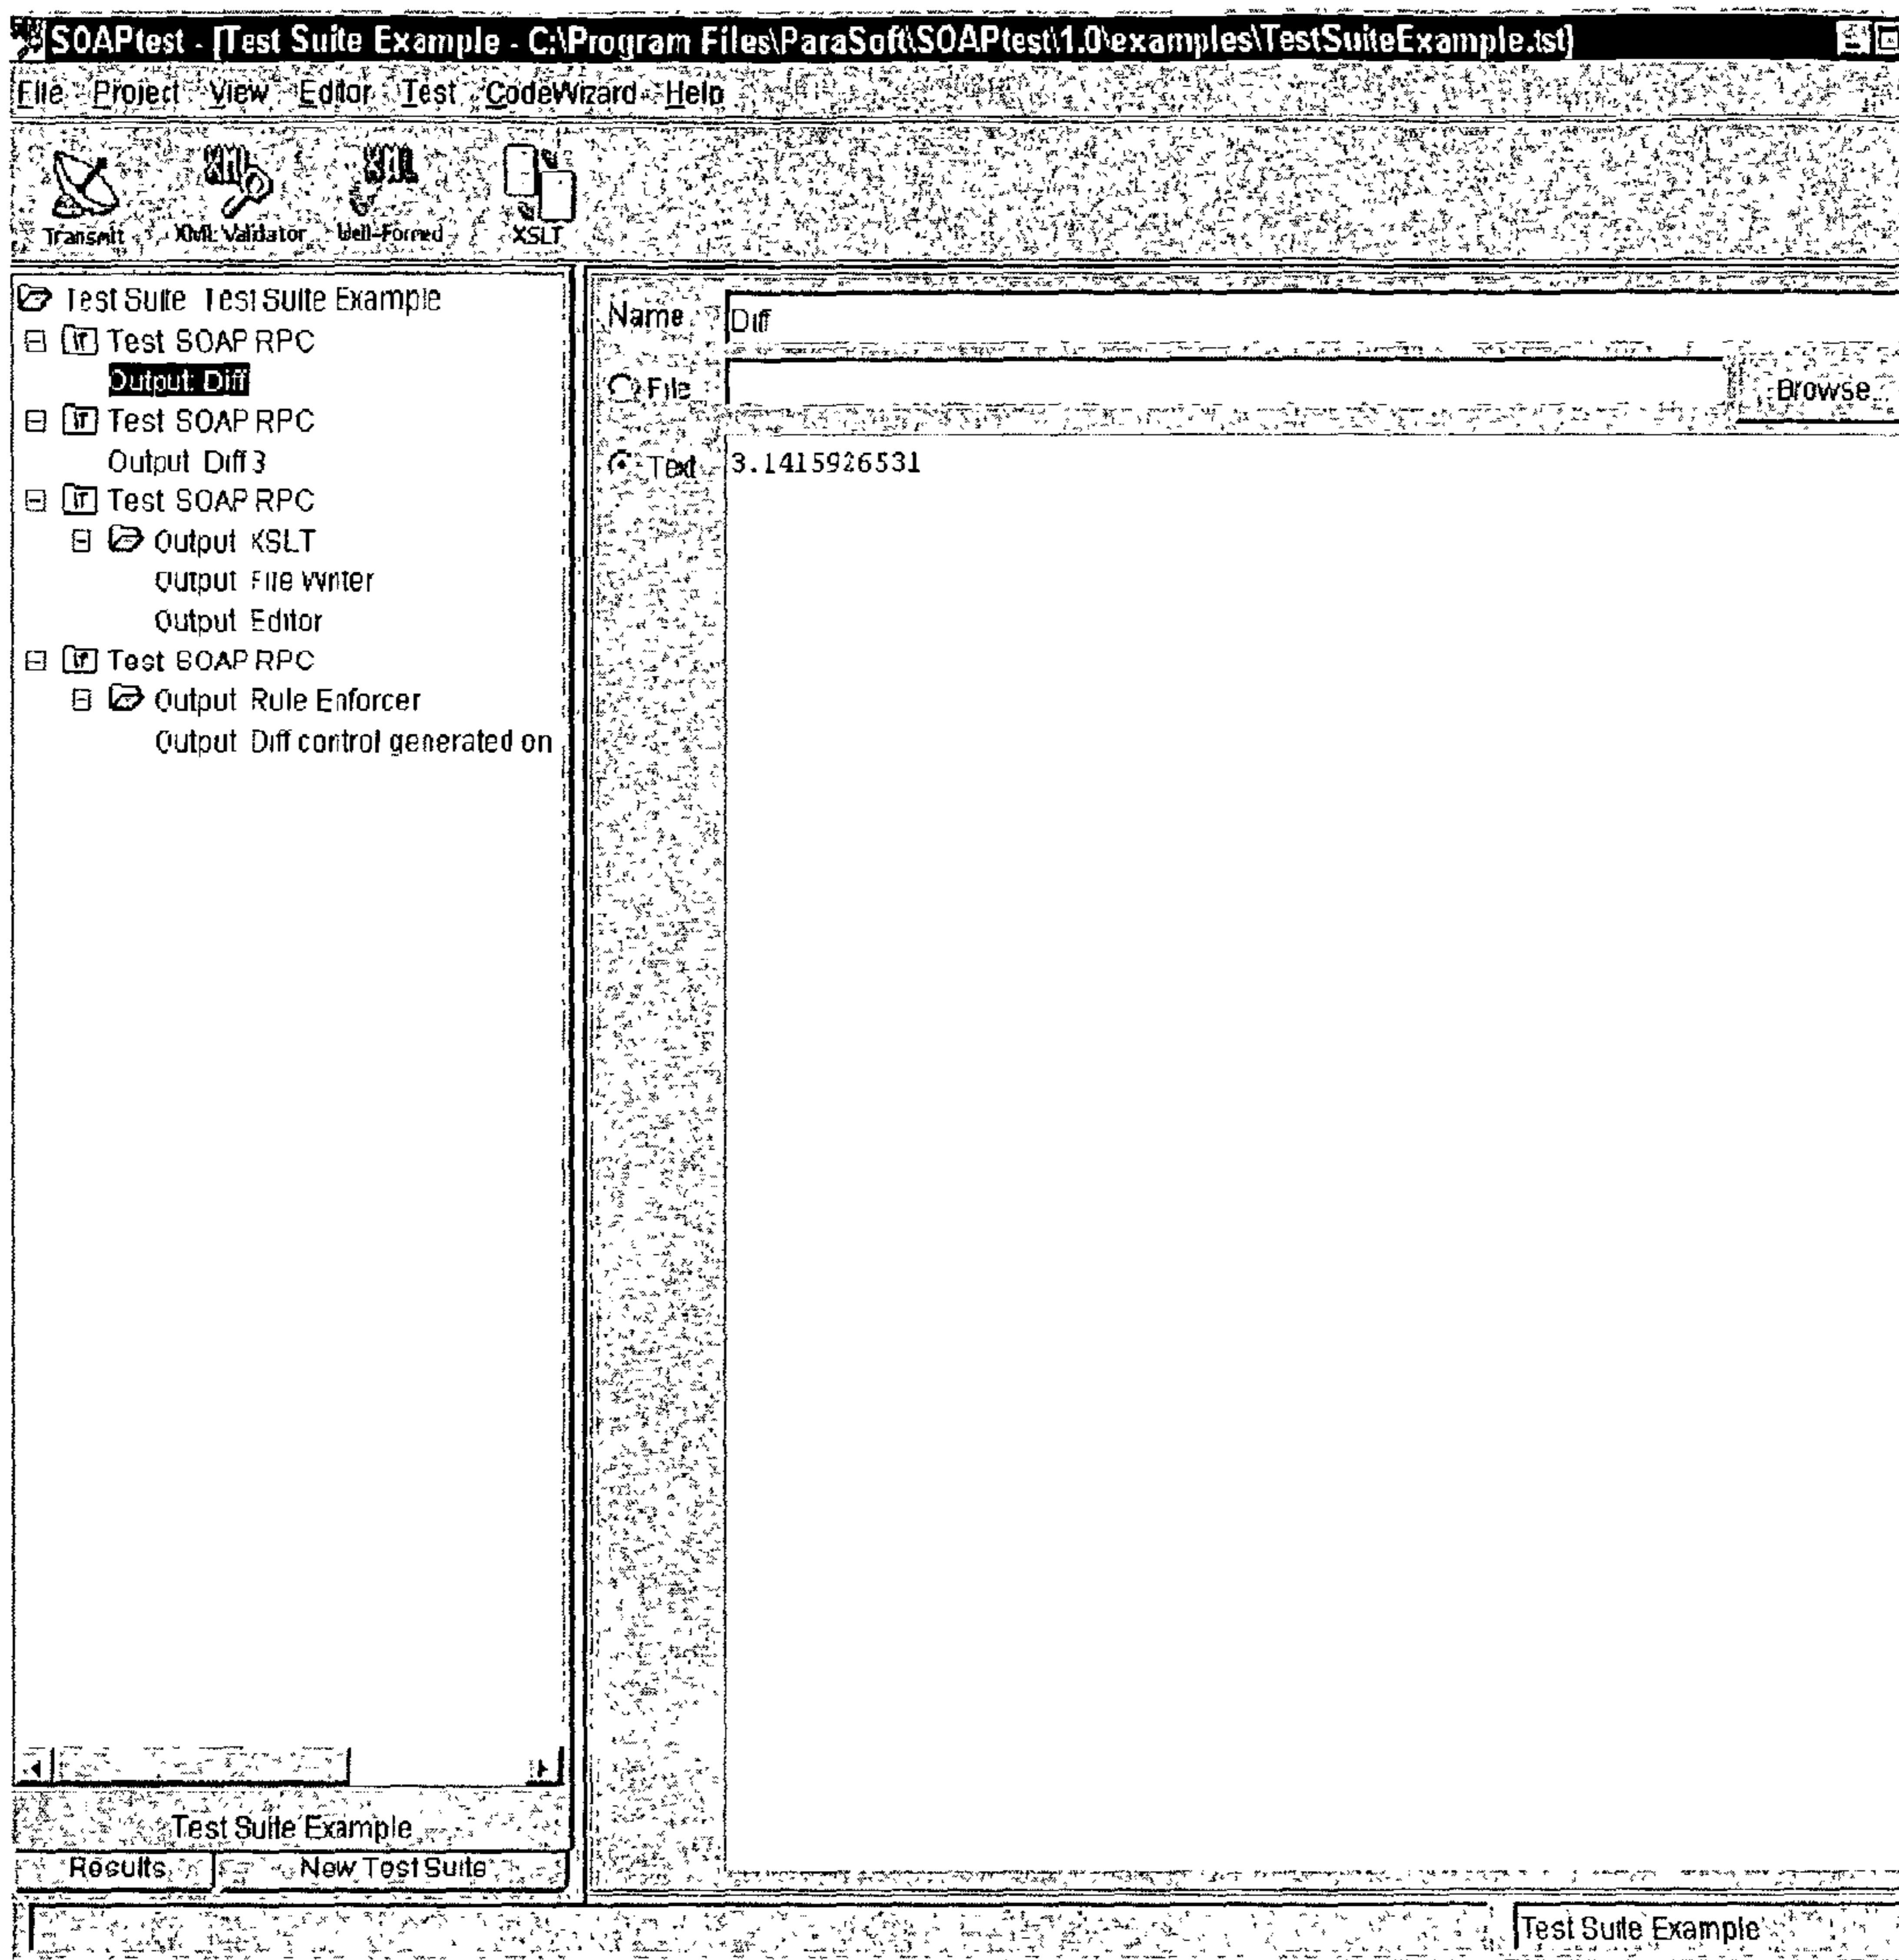 SOAPtest - [Test Suite Example - C:\Program Files\ParaSoft\SOAPtest\1.0\examples\TestSuiteExample.tst]
File Project View Editor Test CodeWizard Help
Transmit XML Validator Well-Formed XSLT
Test Suite Test Suite Example
Test SOAP RPC
Output: Diff
Test SOAP RPC
Output Diff 3
Test SOAP RPC
Output XSLT
Output File Writer
Output Editor
Test SOAP RPC
Output Rule Enforcer
Output Diff control generated on
Name Diff
File Browse...
Text 3.1415926531
Test Suite Example
Results New Test Suite
Test Suite Example